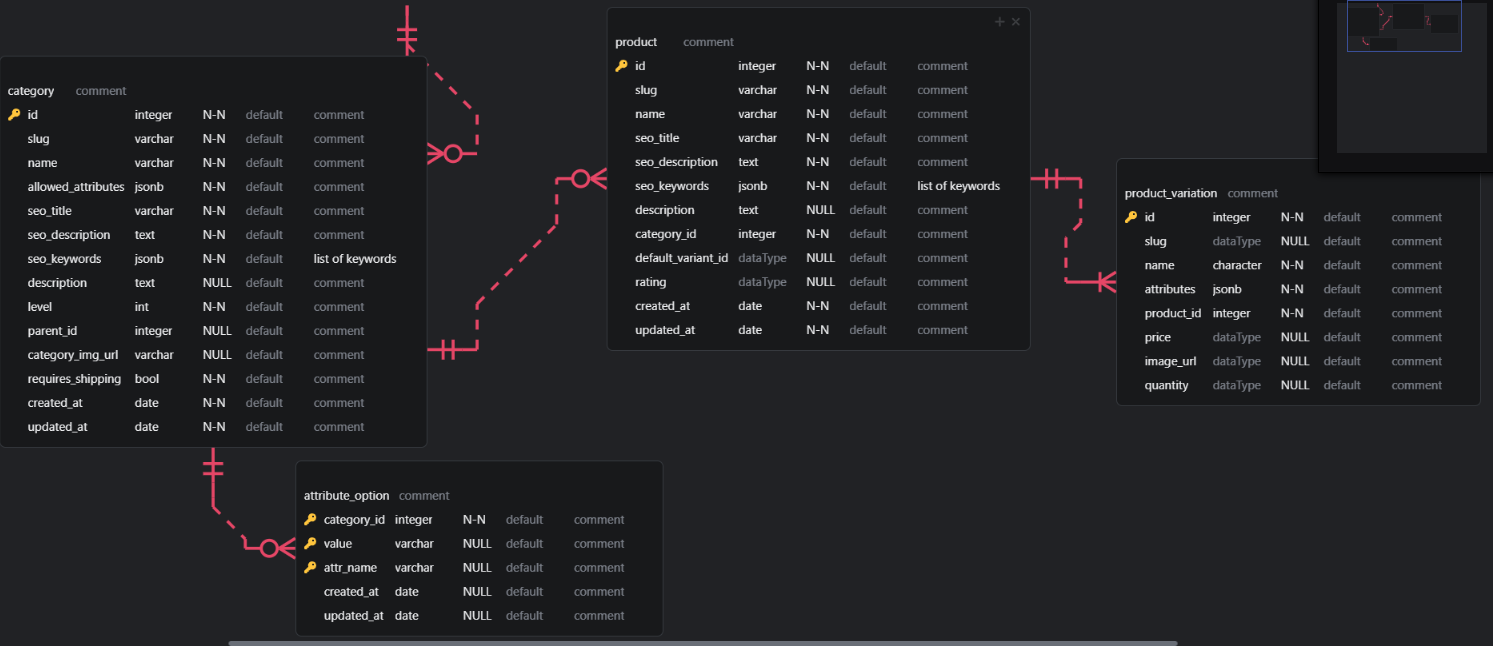 category comment
id integer N-N default comment
slug varchar N-N default comment
name varchar N-N default comment
allowed_attributes jsonb N-N default comment
seo_title varchar N-N default comment
seo_description text N-N default comment
seo_keywords jsonb N-N default list of keywords
description text NULL default comment
level int N-N default comment
parent_id integer NULL default comment
category_img_url varchar NULL default comment
requires_shipping bool N-N default comment
created_at date N-N default comment
updated_at date N-N default comment
product comment
id integer N-N default comment
slug varchar N-N default comment
name varchar N-N default comment
seo_title varchar N-N default comment
seo_description text N-N default comment
seo_keywords jsonb N-N default list of keywords
description text NULL default comment
category_id integer N-N default comment
default_variant_id dataType NULL default comment
rating dataType NULL default comment
created_at date N-N default comment
updated_at date N-N default comment
product_variation comment
id integer N-N default comment
slug dataType NULL default comment
name character N-N default comment
attributes jsonb N-N default comment
product_id integer N-N default comment
price dataType NULL default comment
image_url dataType NULL default comment
quantity dataType NULL default comment
attribute_option comment
category_id integer N-N default comment
value varchar NULL default comment
attr_name varchar NULL default comment
created_at date NULL default comment
updated_at date NULL default comment